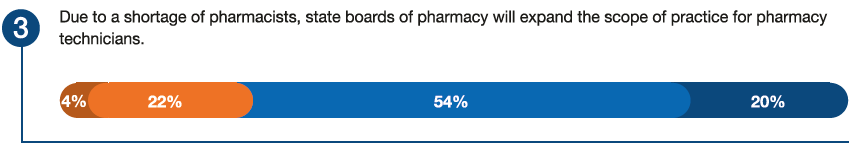 3
Due to a shortage of pharmacists, state boards of pharmacy will expand the scope of practice for pharmacy
technicians.
4% 22% 54% 20%